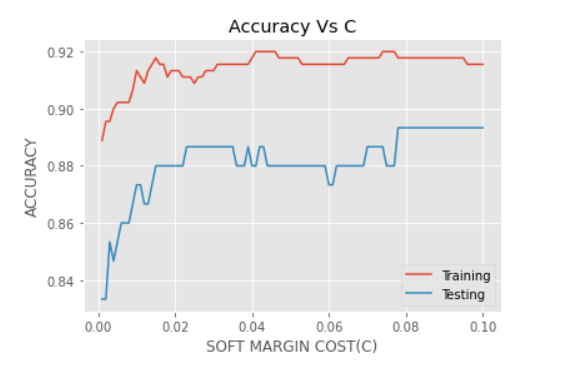 Accuracy Vs C
0.92
0.90
0.88
0.86
0.84
ACCURACY
0.00 0.02 0.04 0.06 0.08 0.10
SOFT MARGIN COST(C)
Training
Testing